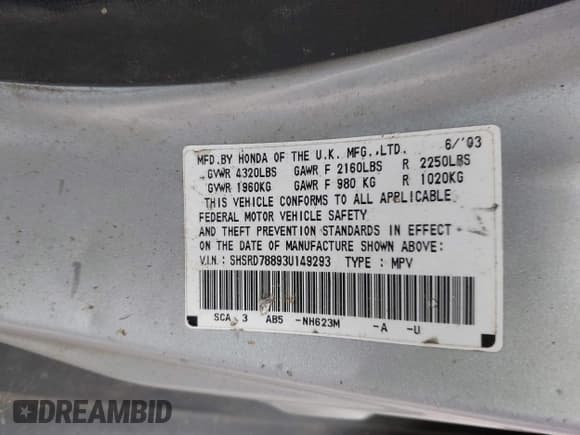 MFD.BY HONDA OF THE U.K. MFG.,LTD. 6/'03
GVWR 4320LBS GAWR F 2160LBS R 2250LBS
GVWR 1960KG GAWR F 980 KG R 1020KG
THIS VEHICLE CONFORMS TO ALL APPLICABLE
FEDERAL MOTOR VEHICLE SAFETY
AND THEFT PREVENTION STANDARDS IN EFFECT
ON THE DATE OF MANUFACTURE SHOWN ABOVE:
V.I.N.: SHSRD78893U149293 TYPE : MPV
SCA 3 AB5 -NH623M -A -U
DREAMBID